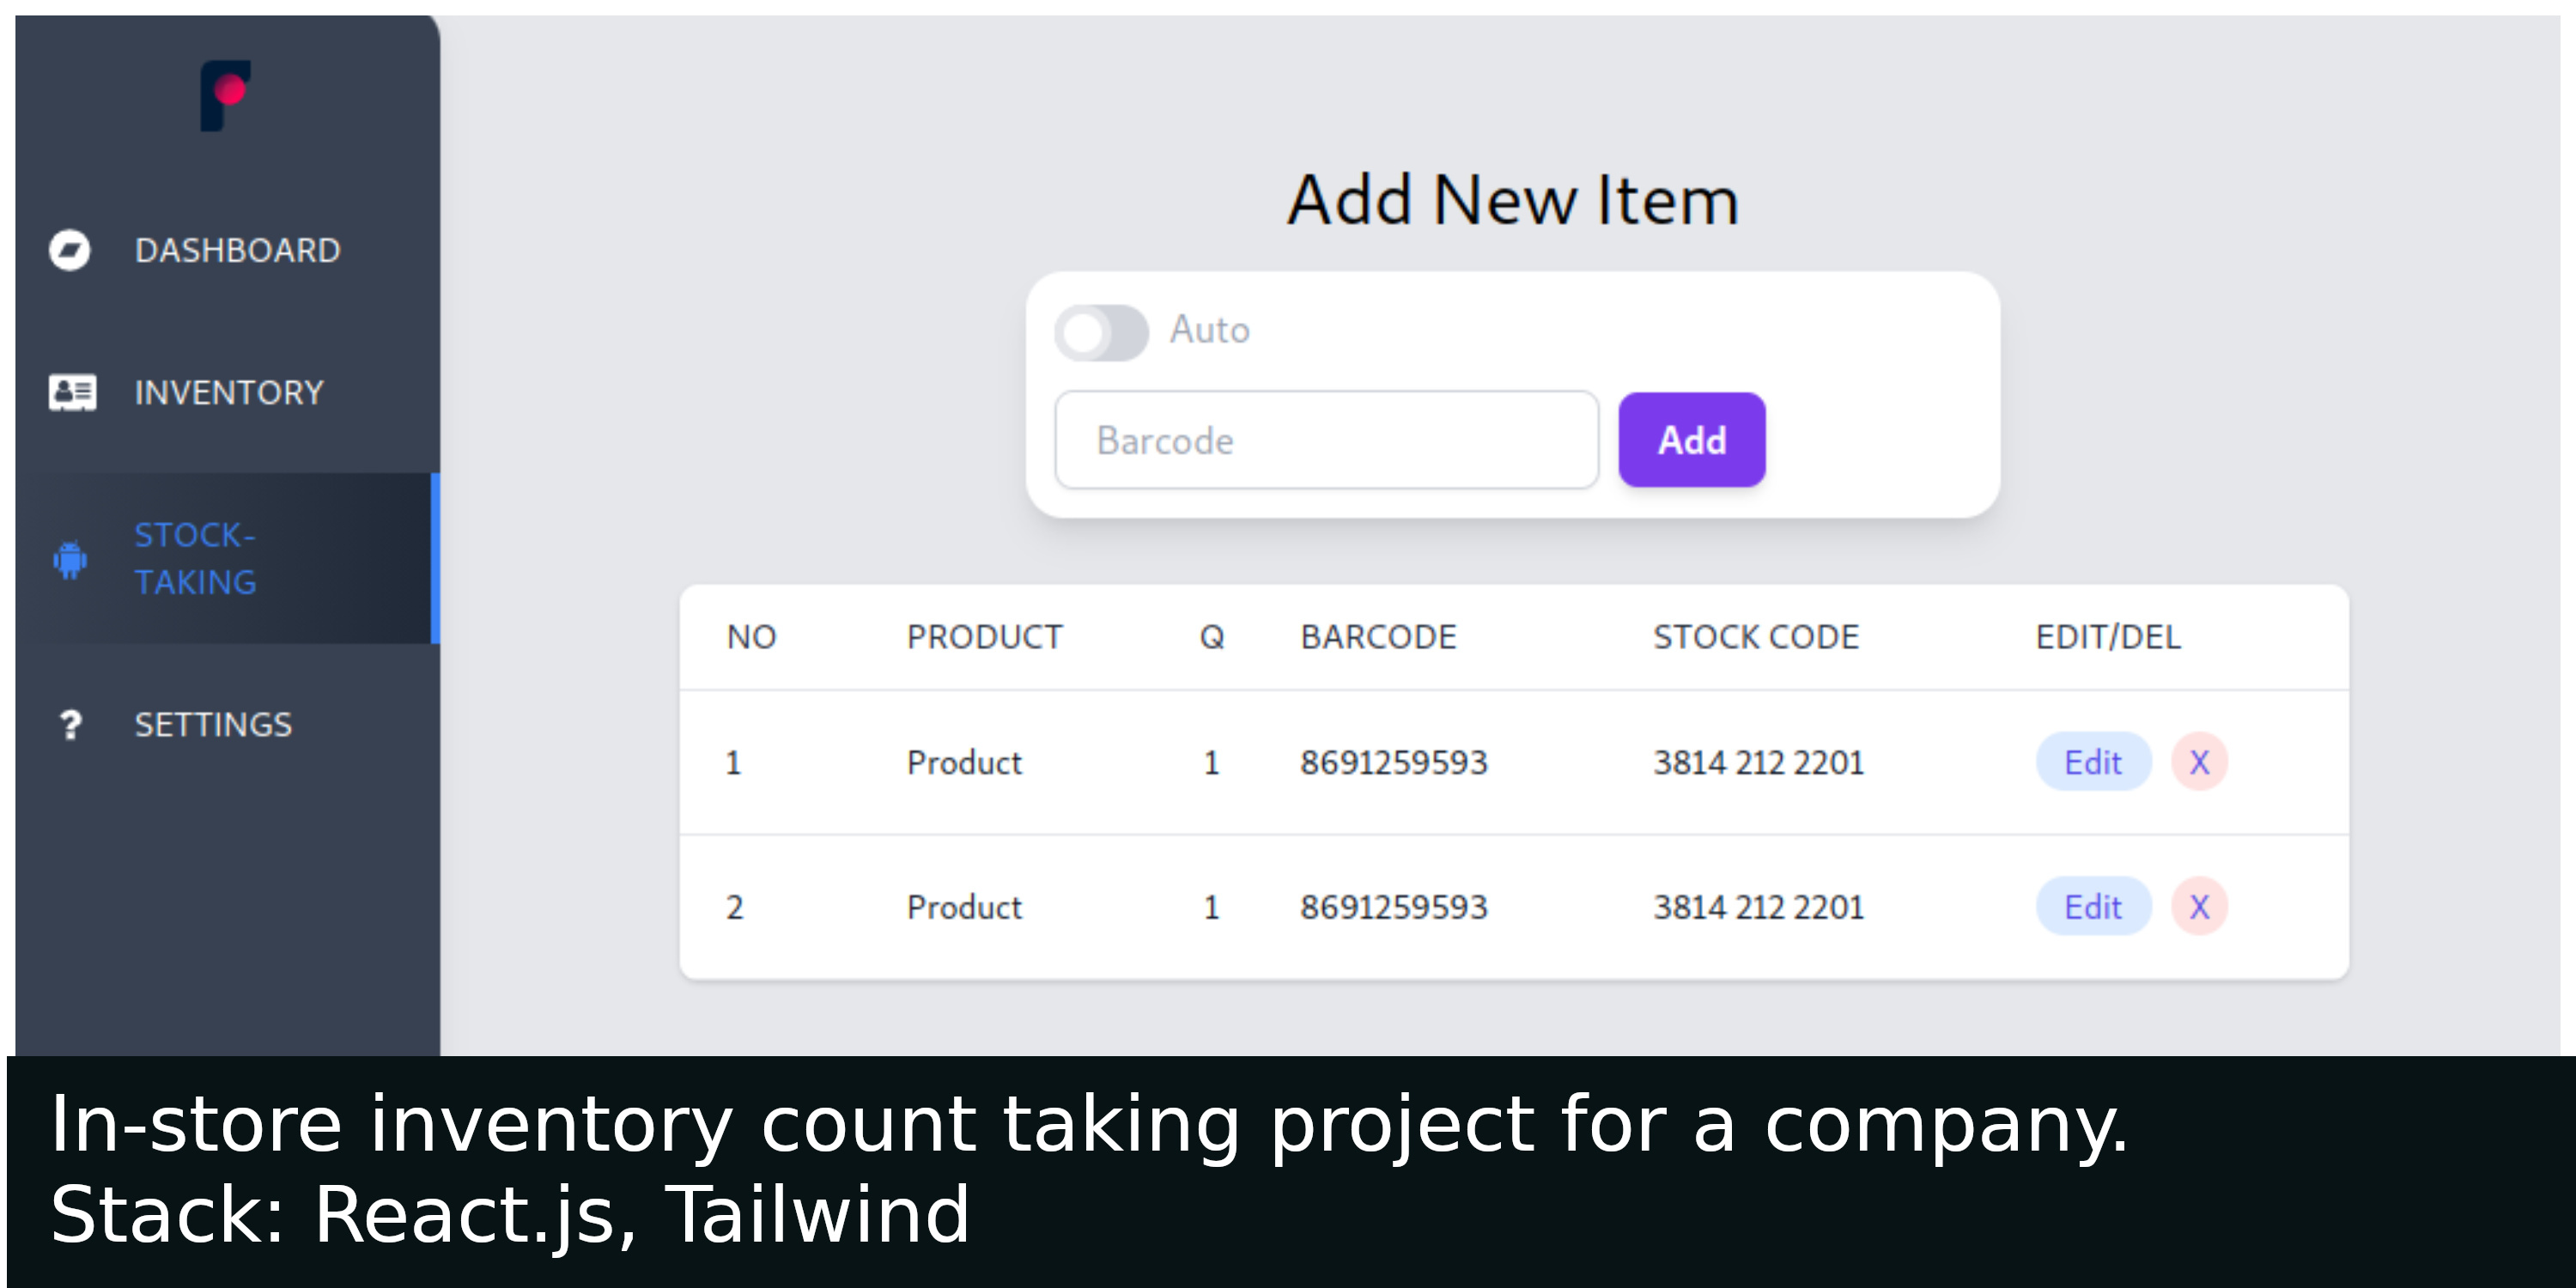 DASHBOARD
INVENTORY
STOCK-
TAKING
SETTINGS
Add New Item
Auto
Barcode
Add
NO PRODUCT Q BARCODE STOCK CODE EDIT/DEL
1 Product 1 8691259593 3814 212 2201 Edit X
2 Product 1 8691259593 3814 212 2201 Edit X
In-store inventory count taking project for a company.
Stack: React.js, Tailwind